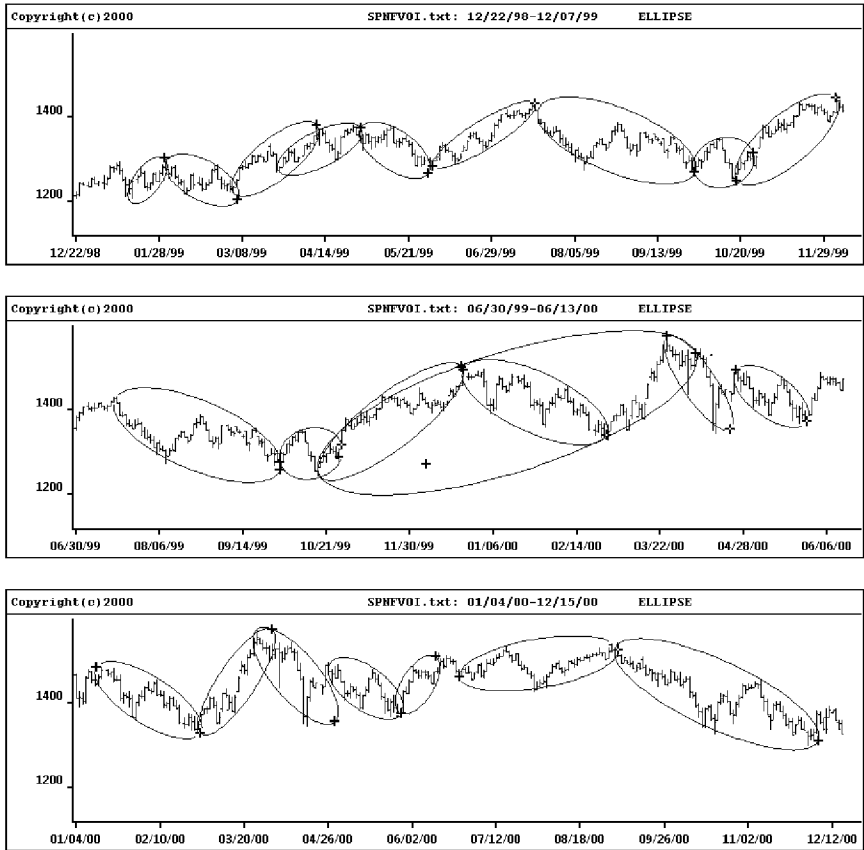 Copyright(c)2000 SPNFVOI.txt: 12/22/98-12/07/99 ELLIPSE
1400
1200
12/22/98 01/28/99 03/08/99 04/14/99 05/21/99 06/29/99 08/05/99 09/13/99 10/20/99 11/29/99
Copyright(c)2000 SPNFVOI.txt: 06/30/99-06/13/00 ELLIPSE
1400
1200
06/30/99 08/06/99 09/14/99 10/21/99 11/30/99 01/06/00 02/14/00 03/22/00 04/28/00 06/06/00
Copyright(c)2000 SPNFVOI.txt: 01/04/00-12/15/00 ELLIPSE
1400
1200
01/04/00 02/10/00 03/20/00 04/26/00 06/02/00 07/12/00 08/18/00 09/26/00 11/02/00 12/12/00